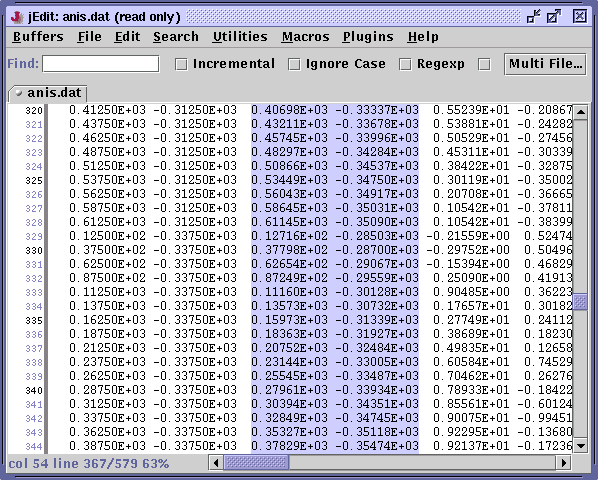 jEdit: anis.dat (read only)
Buffers File Edit Search Utilities Macros Plugins Help
Find: Incremental Ignore Case Regexp Multi File...
anis.dat
320 0.41250E+03 -0.31250E+03 0.40698E+03 -0.33337E+03 0.55239E+01 -0.20867
321 0.43750E+03 -0.31250E+03 0.43211E+03 -0.33678E+03 0.53881E+01 -0.24282
322 0.46250E+03 -0.31250E+03 0.45745E+03 -0.33996E+03 0.50529E+01 -0.27456
323 0.48750E+03 -0.31250E+03 0.48297E+03 -0.34284E+03 0.45311E+01 -0.30339
324 0.51250E+03 -0.31250E+03 0.50866E+03 -0.34537E+03 0.38422E+01 -0.32875
325 0.53750E+03 -0.31250E+03 0.53449E+03 -0.34750E+03 0.30119E+01 -0.35002
326 0.56250E+03 -0.31250E+03 0.56043E+03 -0.34917E+03 0.20708E+01 -0.36665
327 0.58750E+03 -0.31250E+03 0.58645E+03 -0.35031E+03 0.10542E+01 -0.37811
328 0.61250E+03 -0.31250E+03 0.61145E+03 -0.35090E+03 0.10542E+01 -0.38399
329 0.12500E+02 -0.33750E+03 0.12716E+02 -0.28503E+03 -0.21559E+00 0.52474
330 0.37500E+02 -0.33750E+03 0.37798E+02 -0.28700E+03 -0.29752E+00 0.50496
331 0.62500E+02 -0.33750E+03 0.62654E+02 -0.29067E+03 -0.15394E+00 0.46829
332 0.87500E+02 -0.33750E+03 0.87249E+02 -0.29559E+03 0.25090E+00 0.41913
333 0.11250E+03 -0.33750E+03 0.11160E+03 -0.30128E+03 0.90485E+00 0.36223
334 0.13750E+03 -0.33750E+03 0.13573E+03 -0.30732E+03 0.17657E+01 0.30182
335 0.16250E+03 -0.33750E+03 0.15973E+03 -0.31339E+03 0.27749E+01 0.24112
336 0.18750E+03 -0.33750E+03 0.18363E+03 -0.31927E+03 0.38689E+01 0.18230
337 0.21250E+03 -0.33750E+03 0.20752E+03 -0.32484E+03 0.49835E+01 0.12658
338 0.23750E+03 -0.33750E+03 0.23144E+03 -0.33005E+03 0.60584E+01 0.74529
339 0.26250E+03 -0.33750E+03 0.25545E+03 -0.33487E+03 0.70462E+01 0.26276
340 0.28750E+03 -0.33750E+03 0.27961E+03 -0.33934E+03 0.78933E+01 -0.18422
341 0.31250E+03 -0.33750E+03 0.30394E+03 -0.34351E+03 0.85561E+01 -0.60124
342 0.33750E+03 -0.33750E+03 0.32849E+03 -0.34745E+03 0.90075E+01 -0.99451
343 0.36250E+03 -0.33750E+03 0.35327E+03 -0.35118E+03 0.92295E+01 -0.13680
344 0.38750E+03 -0.33750E+03 0.37829E+03 -0.35474E+03 0.92137E+01 -0.17236
col 54 line 367/579 63%